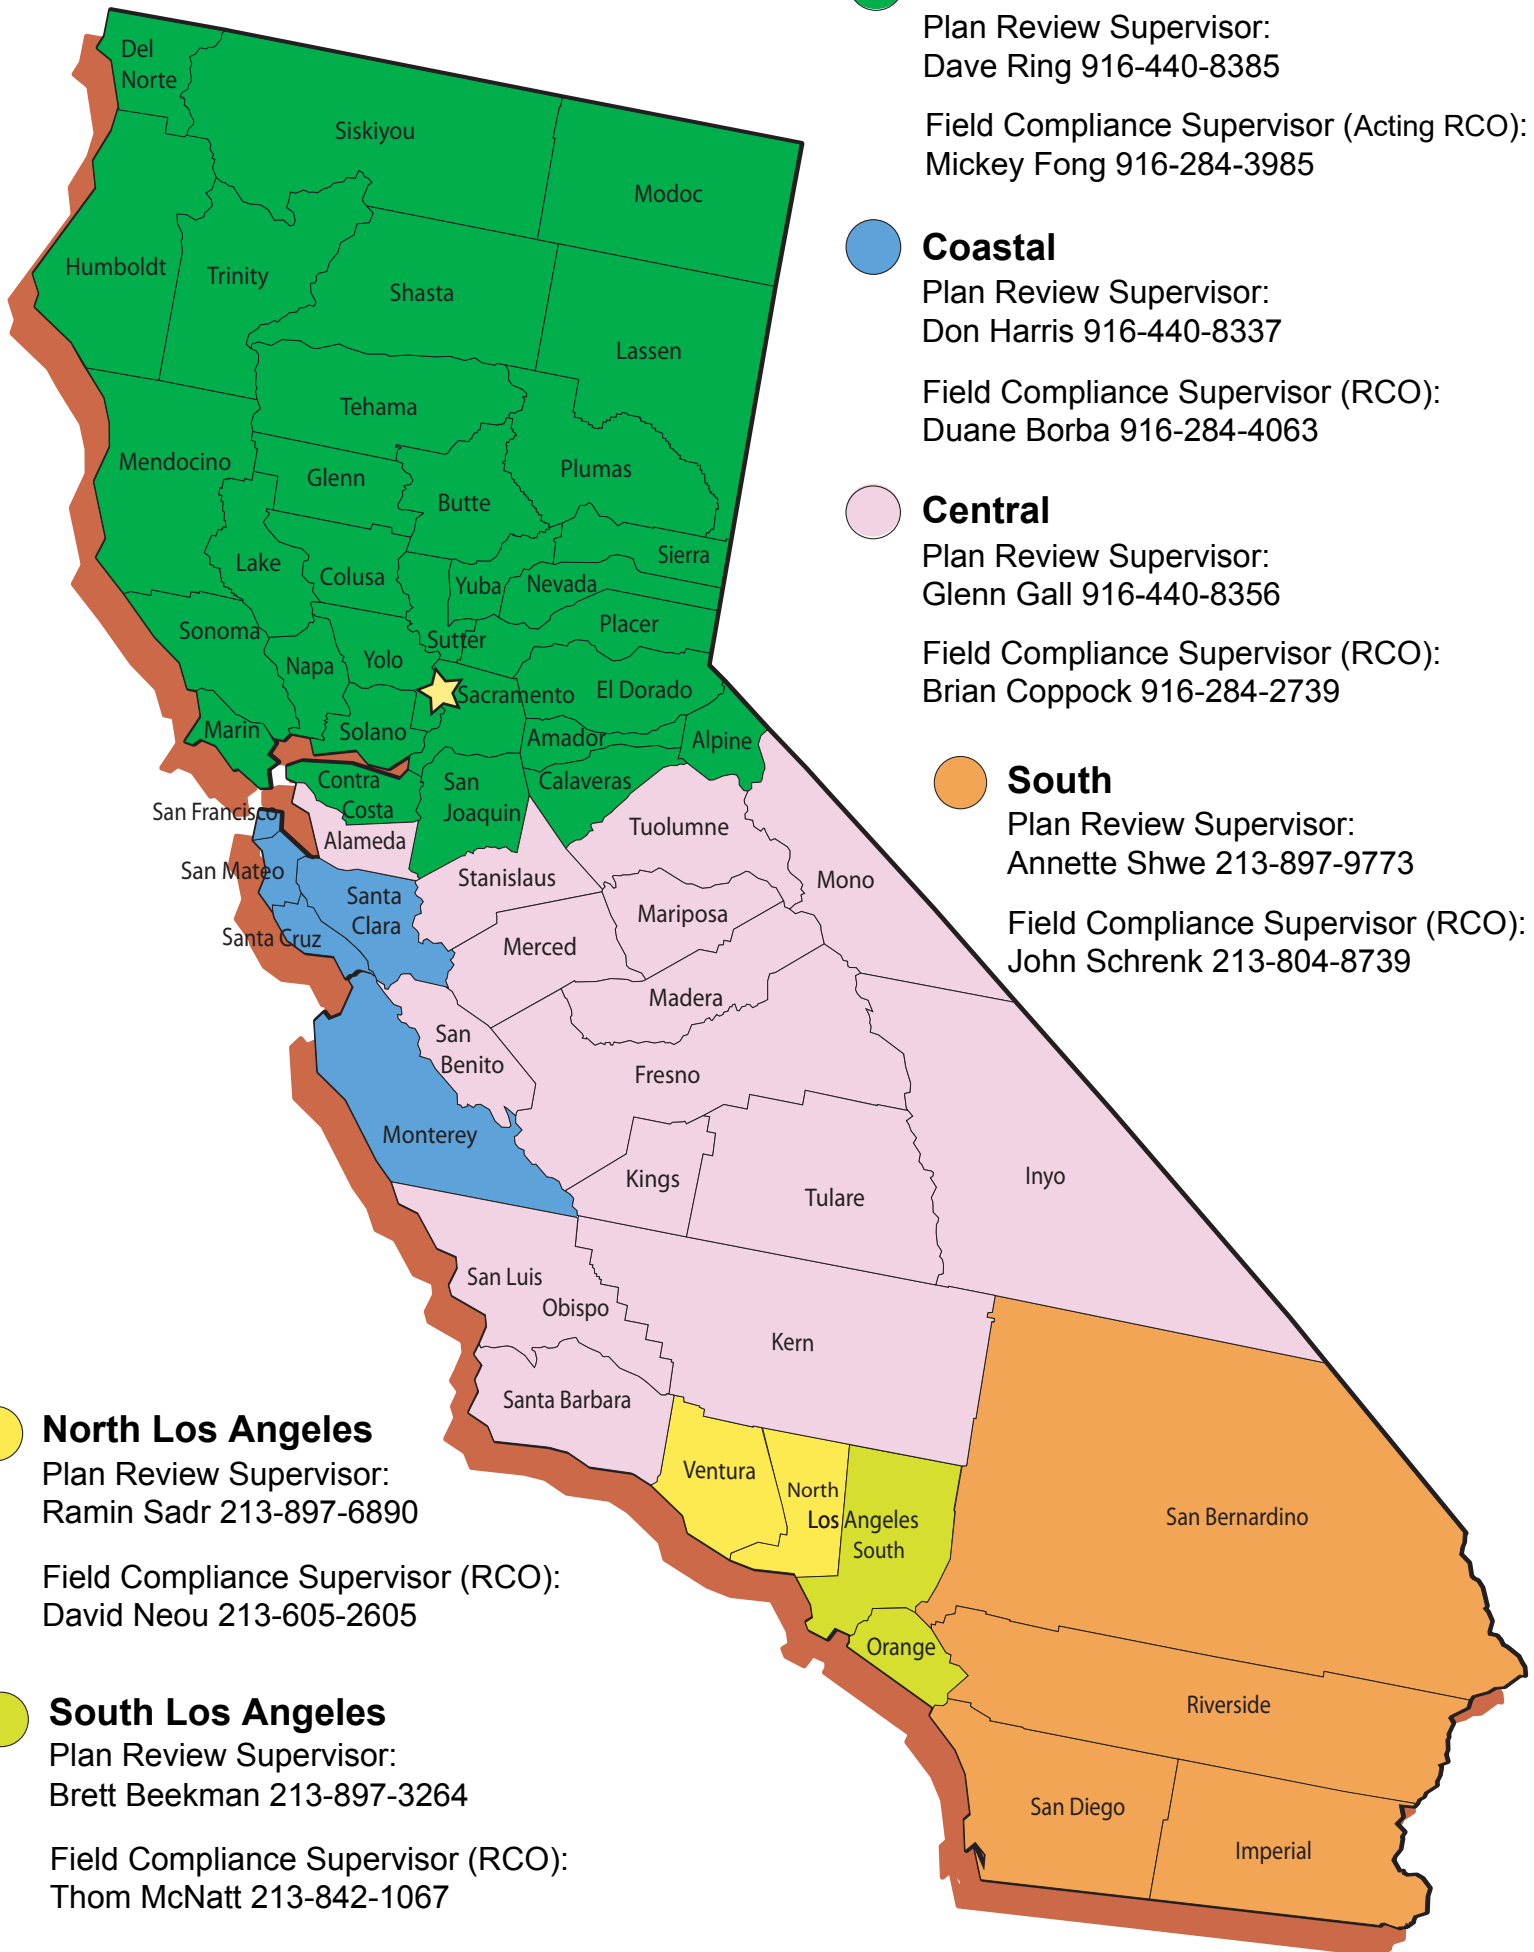 Plan Review Supervisor:
Dave Ring 916-440-8385
Field Compliance Supervisor (Acting RCO):
Mickey Fong 916-284-3985
Coastal
Plan Review Supervisor:
Don Harris 916-440-8337
Field Compliance Supervisor (RCO):
Duane Borba 916-284-4063
Central
Plan Review Supervisor:
Glenn Gall 916-440-8356
Field Compliance Supervisor (RCO):
Brian Coppock 916-284-2739
South
Plan Review Supervisor:
Annette Shwe 213-897-9773
Field Compliance Supervisor (RCO):
John Schrenk 213-804-8739
Del
Norte
Siskiyou
Modoc
Humboldt
Trinity
Shasta
Lassen
Tehama
Mendocino
Glenn
Butte
Plumas
Lake
Colusa
Yuba
Nevada
Sierra
Sonoma
Napa
Yolo
Sutter
Placer
Sacramento
El Dorado
Marin
Solano
Amador
Alpine
Contra
Costa
San
Joaquin
Calaveras
San Francisco
Alameda
Tuolumne
San Mateo
Santa
Clara
Stanislaus
Mono
Santa Cruz
Merced
Mariposa
Madera
San
Benito
Fresno
Monterey
Kings
Tulare
Inyo
San Luis
Obispo
Kern
Santa Barbara
Ventura
North
Los Angeles
South
San Bernardino
Orange
Riverside
San Diego
Imperial
North Los Angeles
Plan Review Supervisor:
Ramin Sadr 213-897-6890
Field Compliance Supervisor (RCO):
David Neou 213-605-2605
South Los Angeles
Plan Review Supervisor:
Brett Beekman 213-897-3264
Field Compliance Supervisor (RCO):
Thom McNatt 213-842-1067